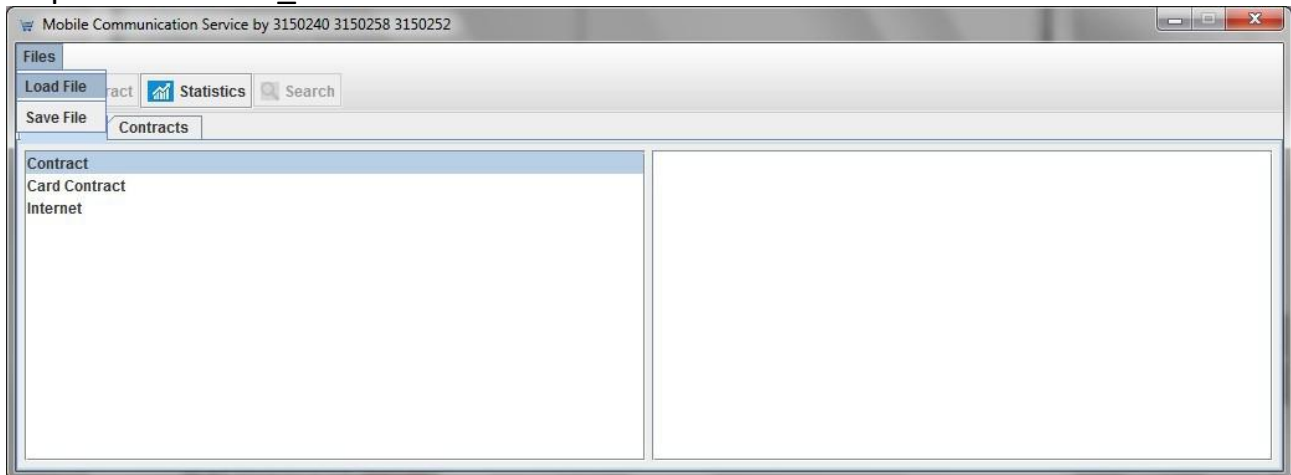 Mobile Communication Service by 3150240 3150258 3150252
Files
Load File
ract Statistics Search
Save File
Contracts
Contract
Card Contract
Internet